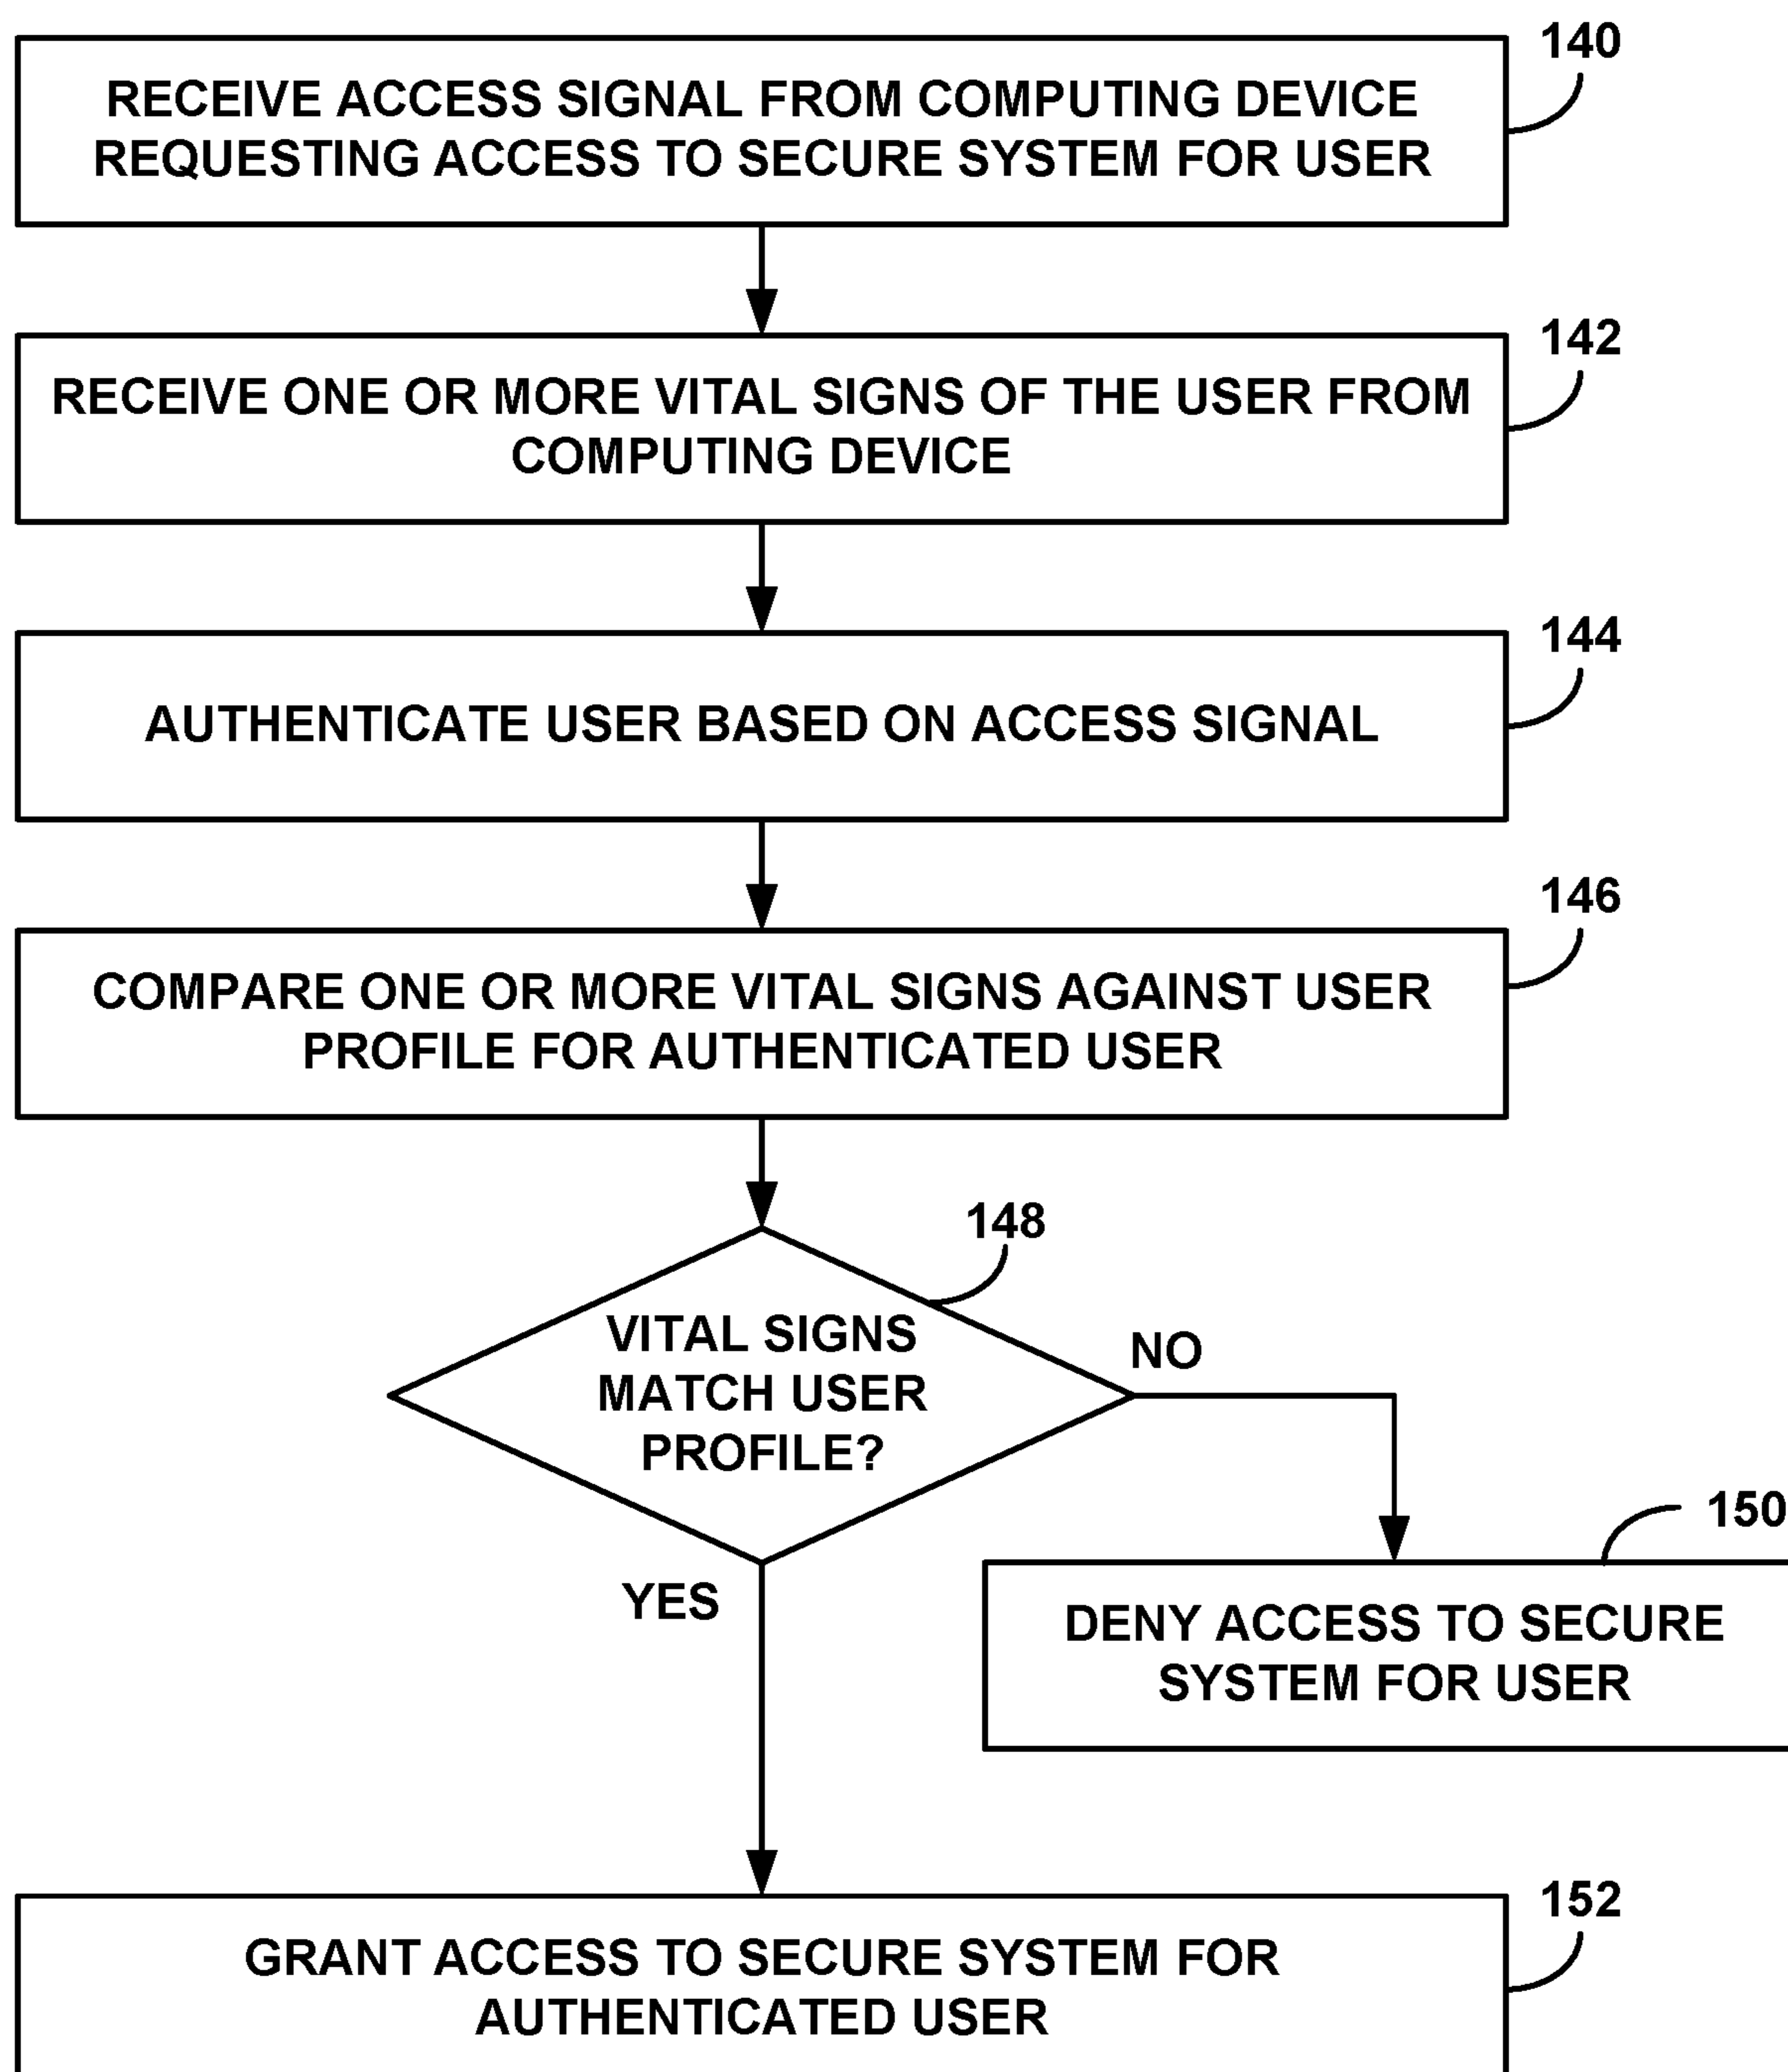 140
RECEIVE ACCESS SIGNAL FROM COMPUTING DEVICE
REQUESTING ACCESS TO SECURE SYSTEM FOR USER
142
RECEIVE ONE OR MORE VITAL SIGNS OF THE USER FROM
COMPUTING DEVICE
144
AUTHENTICATE USER BASED ON ACCESS SIGNAL
146
COMPARE ONE OR MORE VITAL SIGNS AGAINST USER
PROFILE FOR AUTHENTICATED USER
148
VITAL SIGNS
MATCH USER
PROFILE?
NO
150
DENY ACCESS TO SECURE
SYSTEM FOR USER
YES
152
GRANT ACCESS TO SECURE SYSTEM FOR
AUTHENTICATED USER